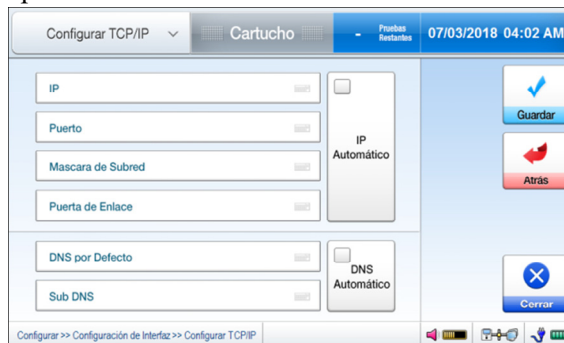 Configurar TCP/IP
Cartucho
- Pruebas Restantes
07/03/2018 04:02 AM
IP
Puerto
Mascara de Subred
Puerta de Enlace
IP
Automático
DNS por Defecto
Sub DNS
DNS
Automático
Guardar
Atrás
Cerrar
Configurar >> Configuración de Interfaz >> Configurar TCP/IP